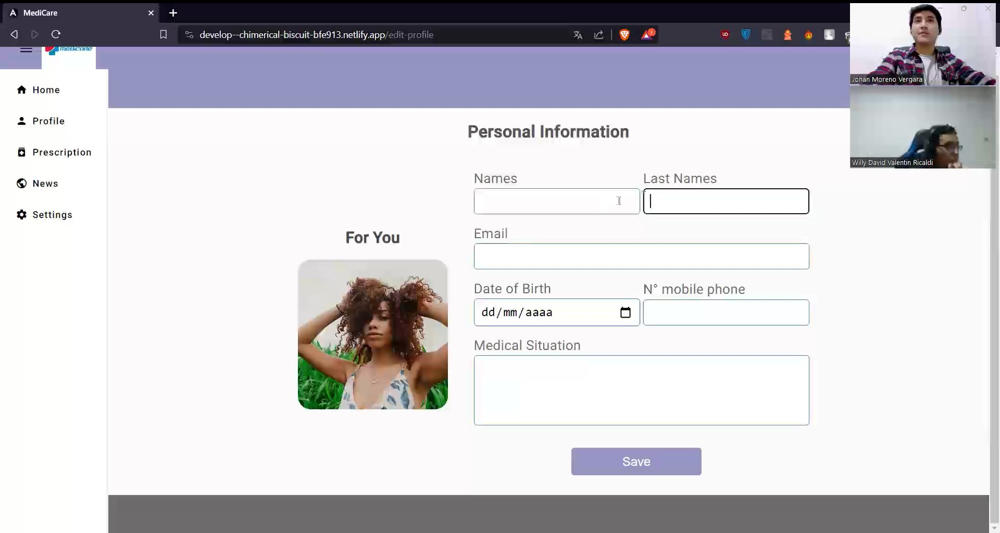 MediCare
develop--chimerical-biscuit-bfe913.netlify.app/edit-profile
1
Johan Moreno Vergara
Willy David Valentin Ricaldi
medicare
Home
Profile
Prescription
News
Settings
Personal Information
Names
Last Names
Email
For You
Date of Birth
N° mobile phone
dd/mm/aaaa
Medical Situation
Save